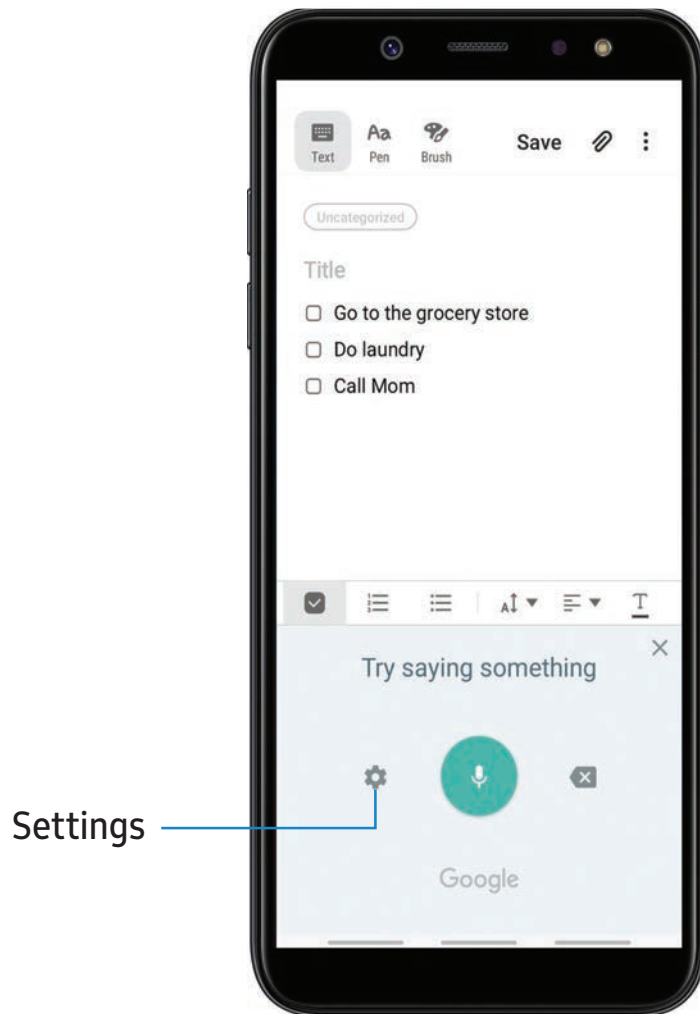 Save
Text Pen Brush
Uncategorized
Title
Go to the grocery store
Do laundry
Call Mom
Try saying something
Settings
Google